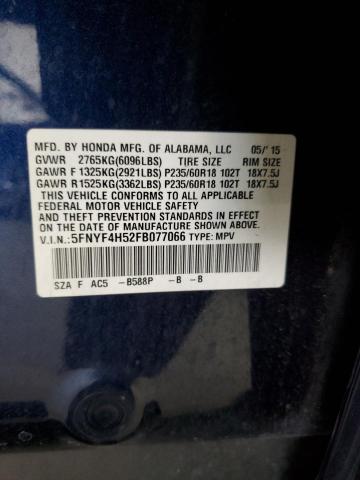 MFD. BY HONDA MFG. OF ALABAMA, LLC 05/'15
GVWR 2765KG(6096LBS) TIRE SIZE RIM SIZE
GAWR F 1325KG(2921LBS) P235/60R18 102T 18X7.5J
GAWR R 1525KG(3362LBS) P235/60R18 102T 18X7.5J
THIS VEHICLE CONFORMS TO ALL APPLICABLE
FEDERAL MOTOR VEHICLE SAFETY
STANDARDS IN EFFECT ON THE DATE OF
MANUFACTURE SHOWN ABOVE.
V.I.N.:5FNYF4H52FB077066 TYPE: MPV
SZA F AC5 -B588P -B -B